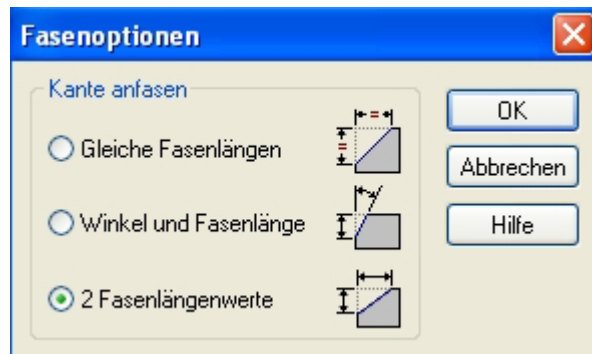 Fasenoptionen
Kante anfasen
Gleiche Fasenlängen
Winkel und Fasenlänge
2 Fasenlängenwerte
OK
Abbrechen
Hilfe